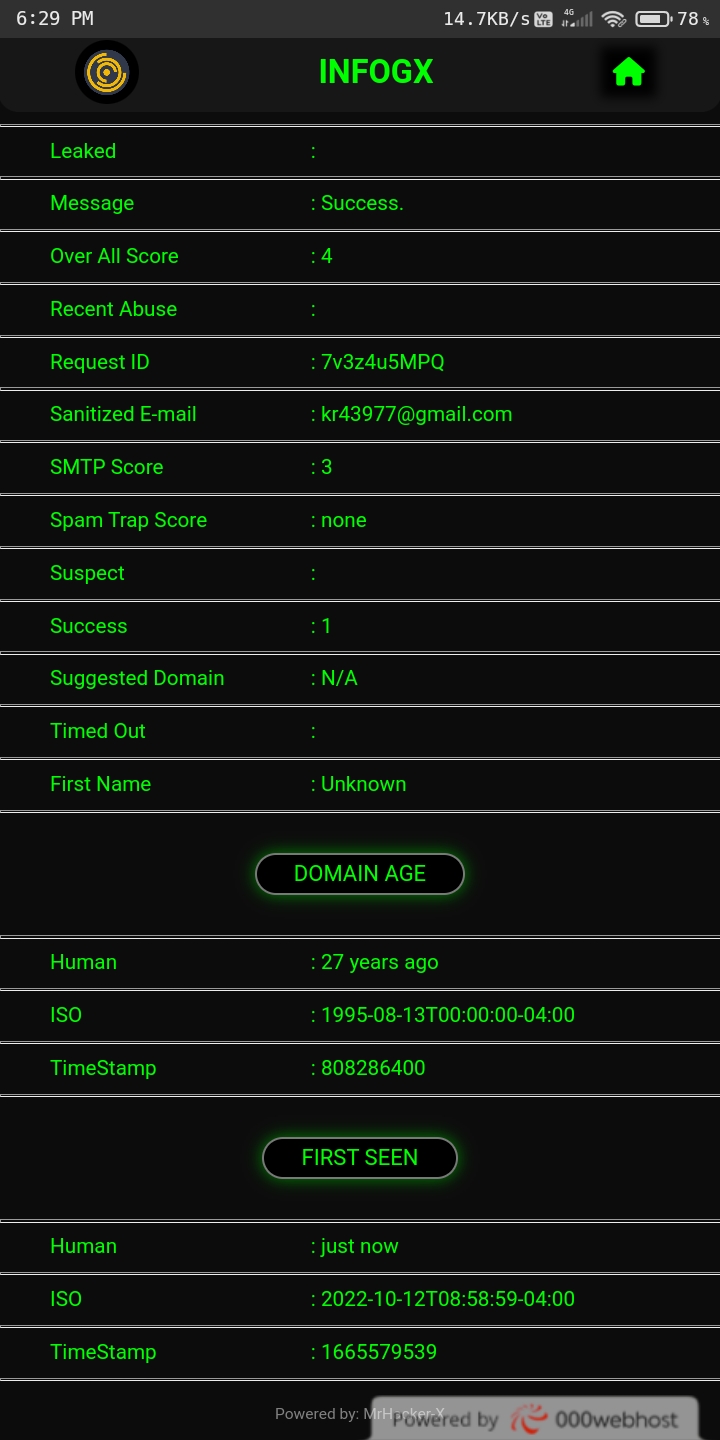 6:29 PM 14.7KB/s Vo LTE 4G 78 %
INFOGX
Leaked :
Message : Success.
Over All Score : 4
Recent Abuse :
Request ID : 7v3z4u5MPQ
Sanitized E-mail : kr43977@gmail.com
SMTP Score : 3
Spam Trap Score : none
Suspect :
Success : 1
Suggested Domain : N/A
Timed Out :
First Name : Unknown
DOMAIN AGE
Human : 27 years ago
ISO : 1995-08-13T00:00:00-04:00
TimeStamp : 808286400
FIRST SEEN
Human : just now
ISO : 2022-10-12T08:58:59-04:00
TimeStamp : 1665579539
Powered by: MrHacker-X
Powered by 000webhost